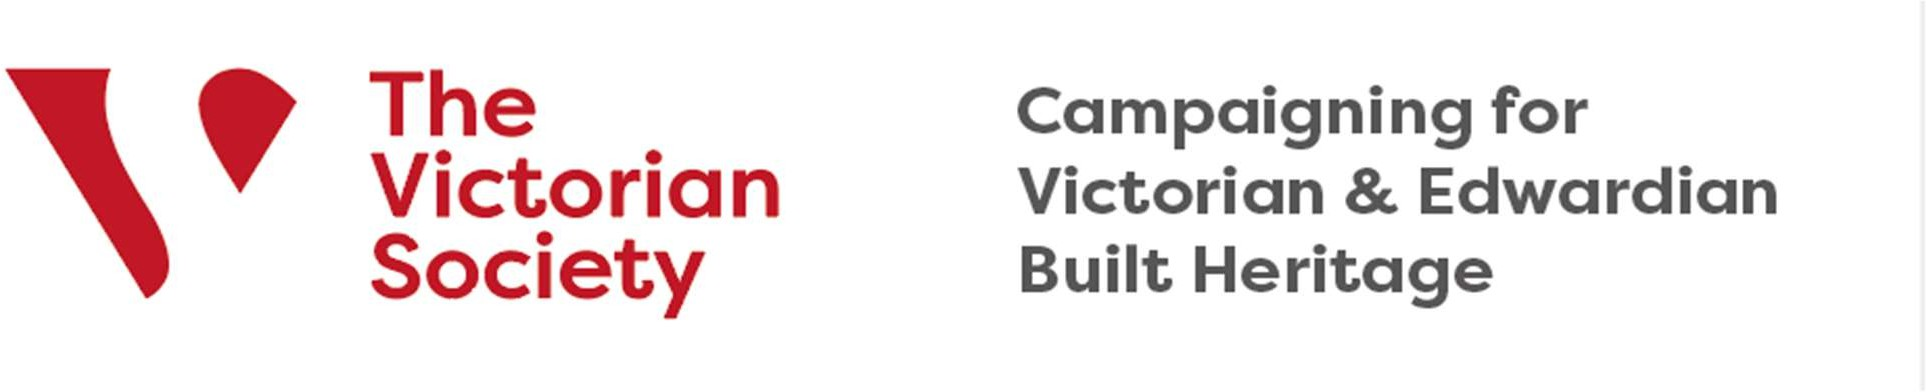 The
Victorian
Society
Campaigning for
Victorian & Edwardian
Built Heritage